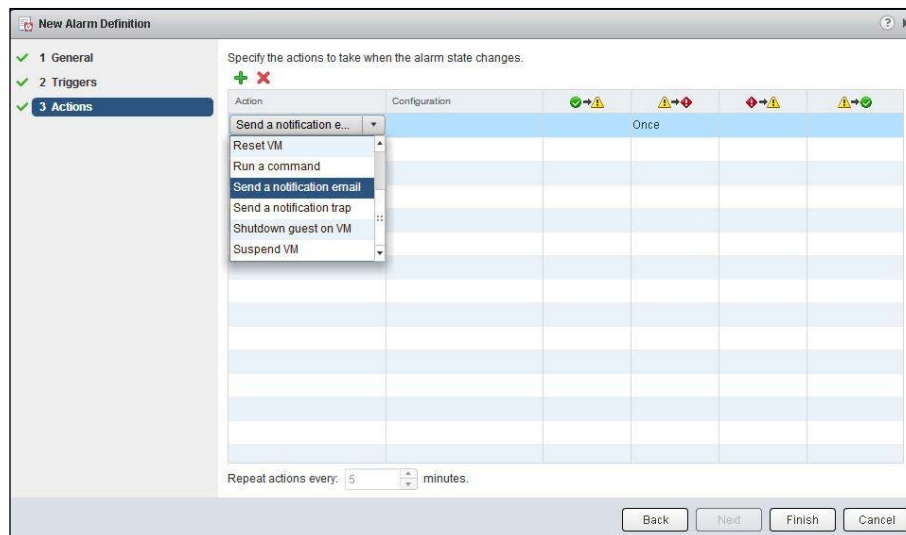 New Alarm Definition
?
1 General
2 Triggers
3 Actions
Specify the actions to take when the alarm state changes.
Action
Configuration
Send a notification e...
Once
Reset VM
Run a command
Send a notification email
Send a notification trap
Shutdown guest on VM
Suspend VM
Repeat actions every: 5 minutes.
Back
Next
Finish
Cancel